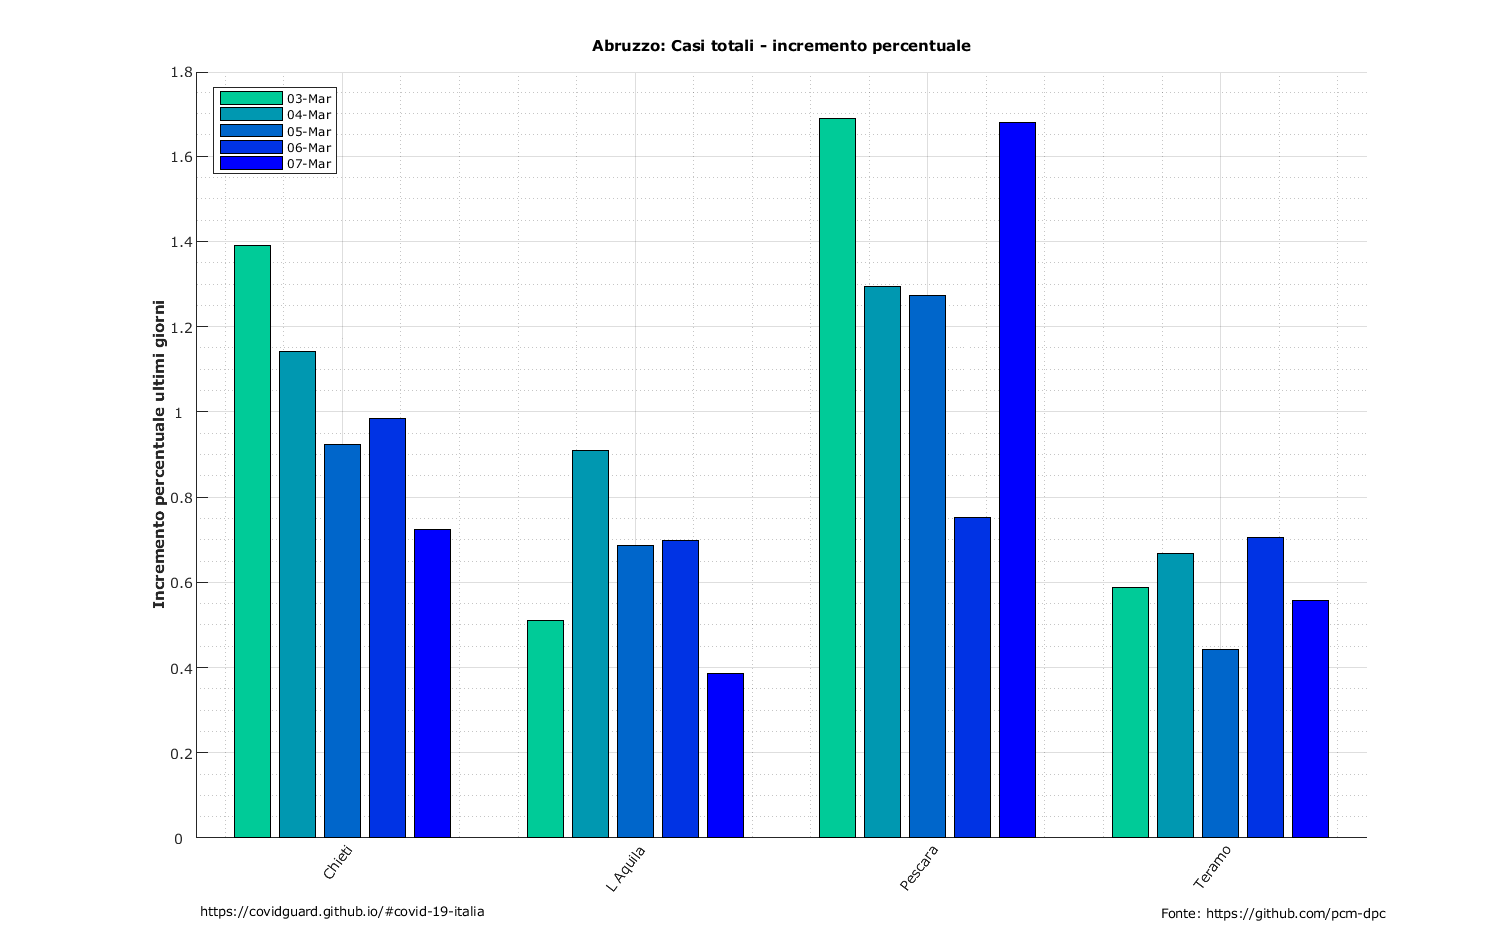 Abruzzo: Casi totali - incremento percentuale
03-Mar
04-Mar
05-Mar
06-Mar
07-Mar
Incremento percentuale ultimi giorni
1.8
1.6
1.4
1.2
1
0.8
0.6
0.4
0.2
0
Chieti
L Aquila
Pescara
Teramo
https://covidguard.github.io/#covid-19-italia
Fonte: https://github.com/pcm-dpc